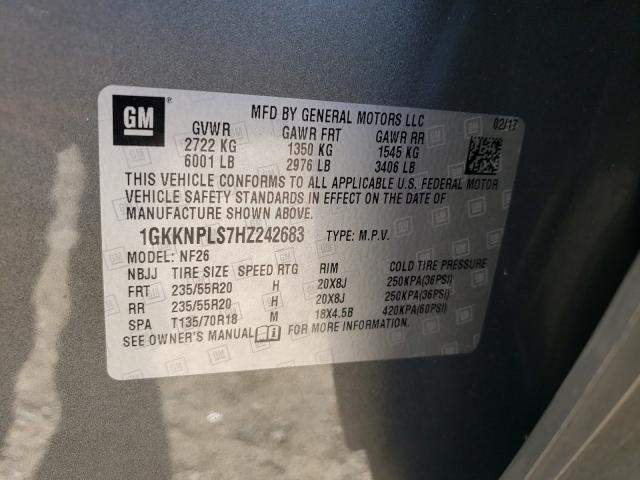 GM ®
MFD BY GENERAL MOTORS LLC 02/17
GVWR GAWR FRT GAWR RR
2722 KG 1350 KG 1545 KG
6001 LB 2976 LB 3406 LB
THIS VEHICLE CONFORMS TO ALL APPLICABLE U.S. FEDERAL MOTOR
VEHICLE SAFETY STANDARDS IN EFFECT ON THE DATE OF
MANUFACTURE SHOWN ABOVE.
1GKKNPLS7HZ242683 TYPE: M.P.V.
MODEL: NF26
NBJJ TIRE SIZE SPEED RTG RIM COLD TIRE PRESSURE
FRT 235/55R20 H 20X8J 250KPA(36PSI)
RR 235/55R20 H 20X8J 250KPA(36PSI)
SPA T135/70R18 M 18X4.5B 420KPA(60PSI)
SEE OWNER'S MANUAL FOR MORE INFORMATION.